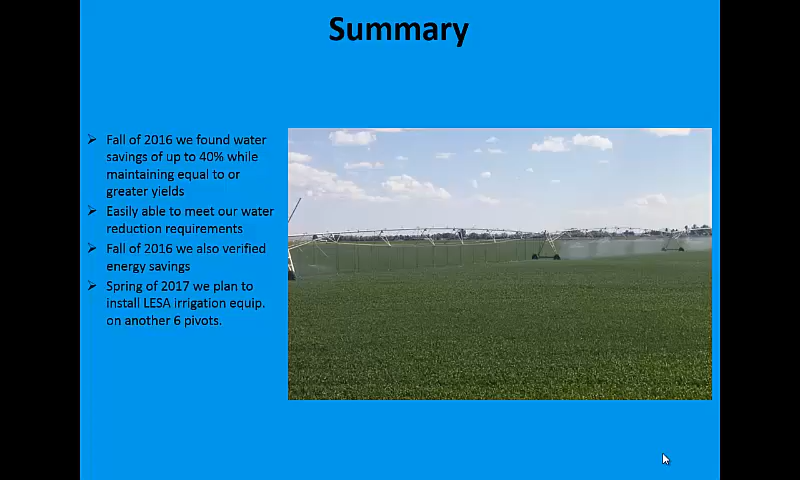 Summary
Fall of 2016 we found water
savings of up to 40% while
maintaining equal to or
greater yields
Easily able to meet our water
reduction requirements
Fall of 2016 we also verified
energy savings
Spring of 2017 we plan to
install LESA irrigation equip.
on another 6 pivots.